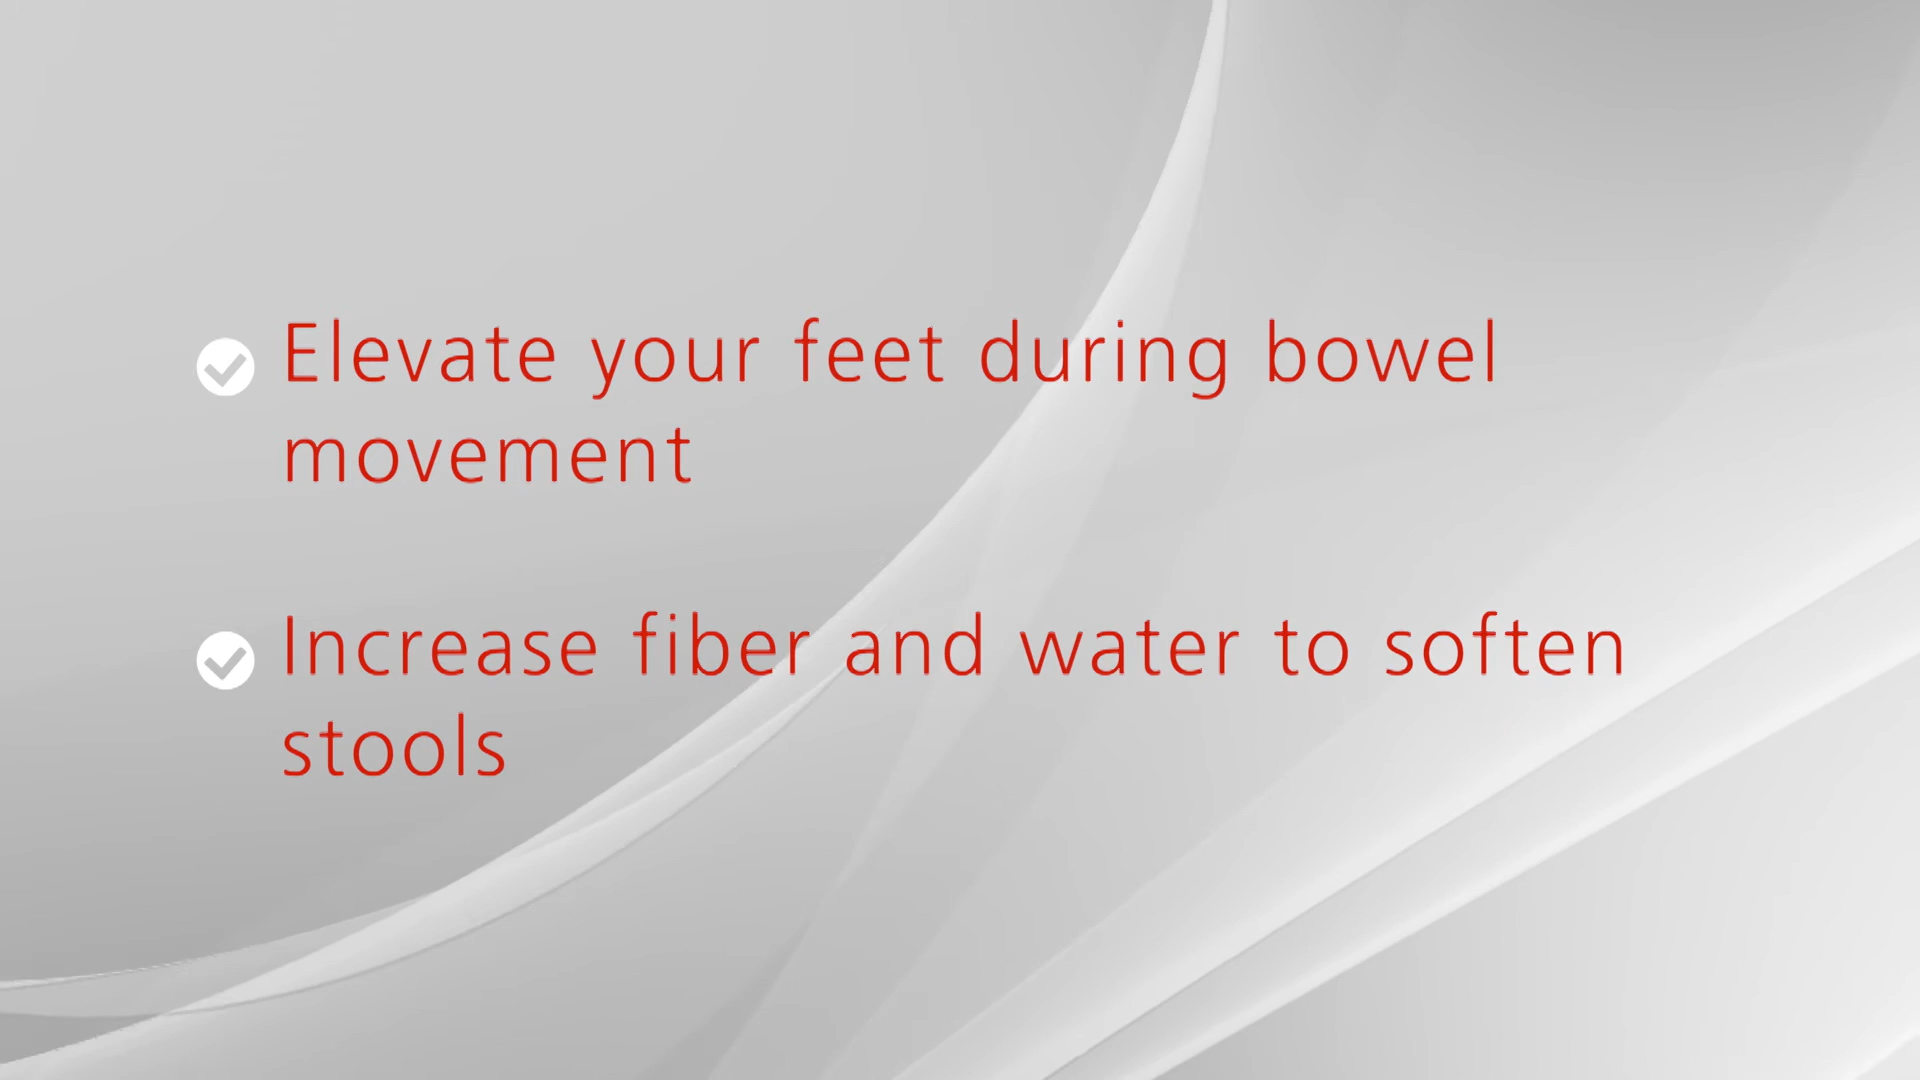 Elevate your feet during bowel
movement
Increase fiber and water to soften
stools